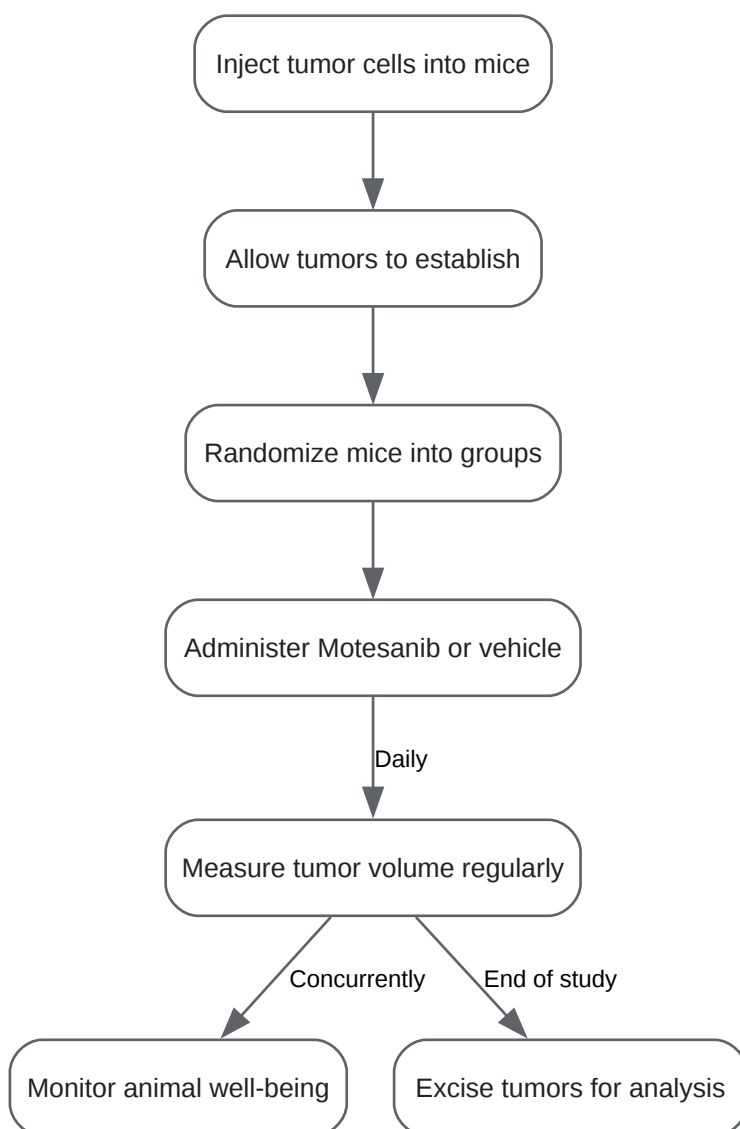 Inject tumor cells into mice
Allow tumors to establish
Randomize mice into groups
Administer Motesanib or vehicle
Daily
Measure tumor volume regularly
Concurrently
End of study
Monitor animal well-being
Excise tumors for analysis